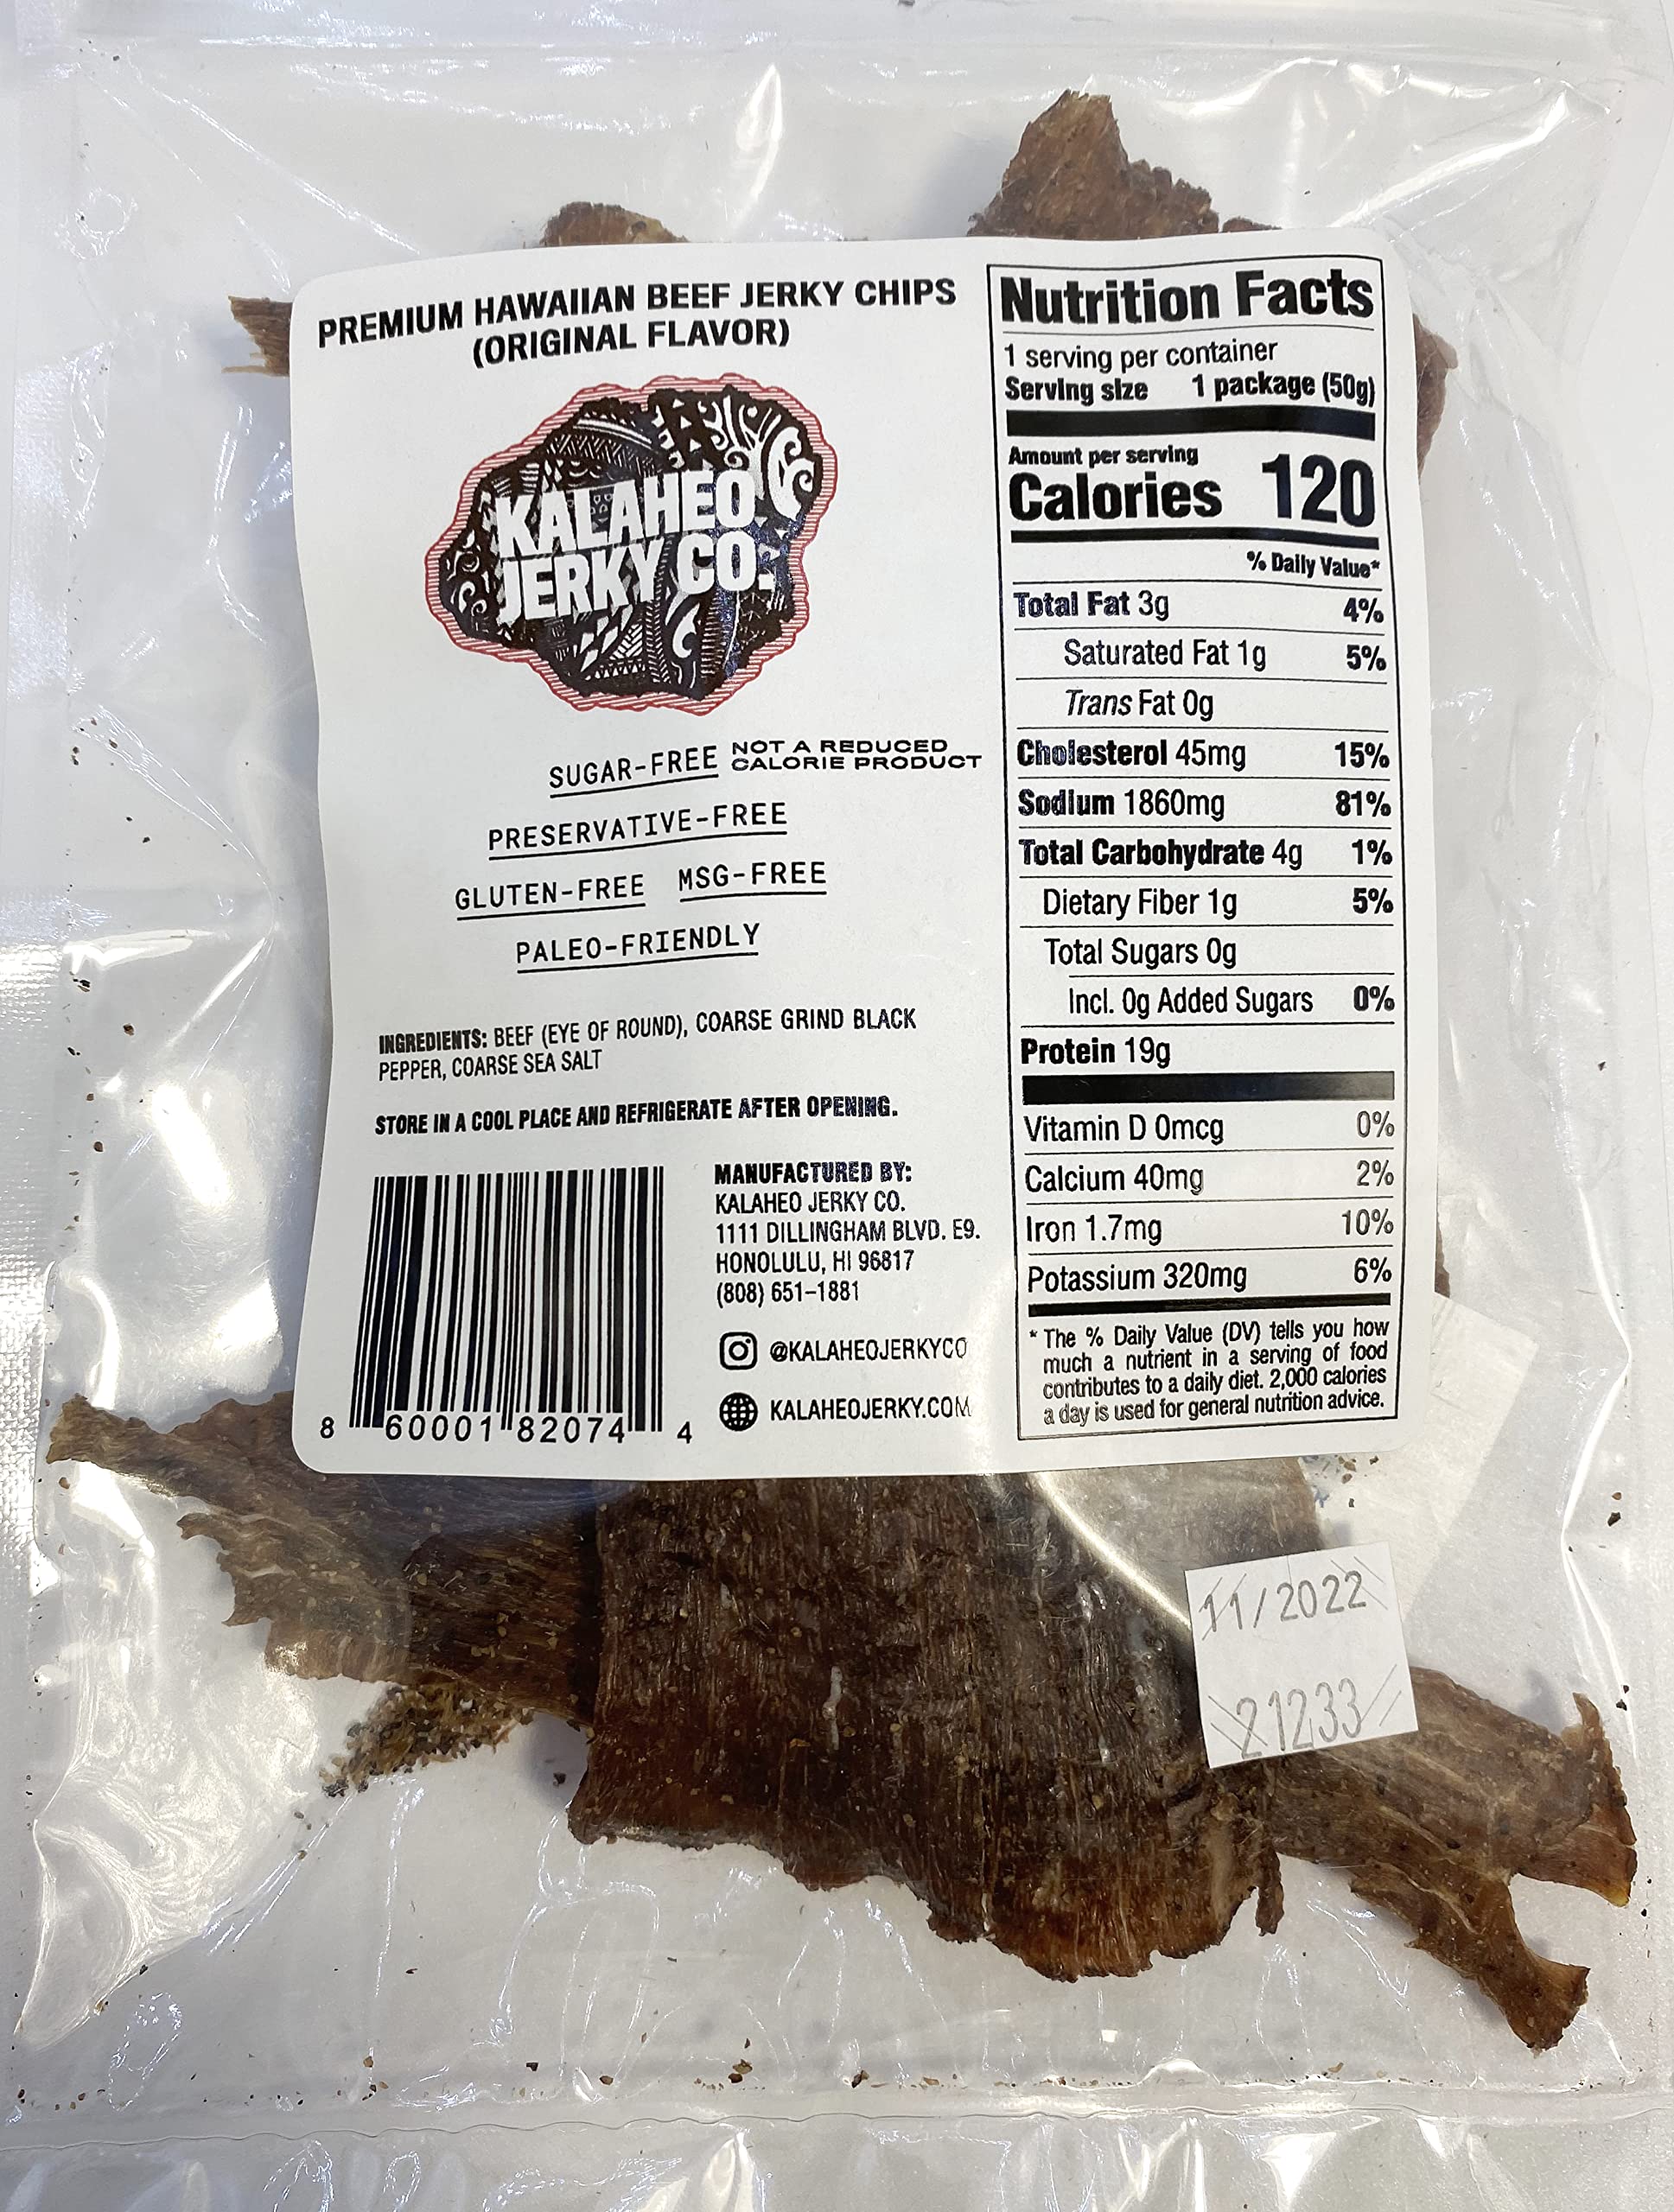 PREMIUM HAWAIIAN BEEF JERKY CHIPS
(ORIGINAL FLAVOR)
KALAHEO
JERKY CO.
SUGAR-FREE NOT A REDUCED
CALORIE PRODUCT
PRESERVATIVE-FREE
GLUTEN-FREE MSG-FREE
PALEO-FRIENDLY
INGREDIENTS: BEEF (EYE OF ROUND), COARSE GRIND BLACK
PEPPER, COARSE SEA SALT
STORE IN A COOL PLACE AND REFRIGERATE AFTER OPENING.
8 60001 82074 4
MANUFACTURED BY:
KALAHEO JERKY CO.
1111 DILLINGHAM BLVD. E9.
HONOLULU, HI 96817
(808) 651-1881
@KALAHEOJERKYCO
KALAHEOJERKY.COM
Nutrition Facts
1 serving per container
Serving size 1 package (50g)
Amount per serving
Calories 120
% Daily Value*
Total Fat 3g 4%
Saturated Fat 1g 5%
Trans Fat 0g
Cholesterol 45mg 15%
Sodium 1860mg 81%
Total Carbohydrate 4g 1%
Dietary Fiber 1g 5%
Total Sugars 0g
Incl. 0g Added Sugars 0%
Protein 19g
Vitamin D 0mcg 0%
Calcium 40mg 2%
Iron 1.7mg 10%
Potassium 320mg 6%
* The % Daily Value (DV) tells you how
much a nutrient in a serving of food
contributes to a daily diet. 2,000 calories
a day is used for general nutrition advice.
11/2022
21233